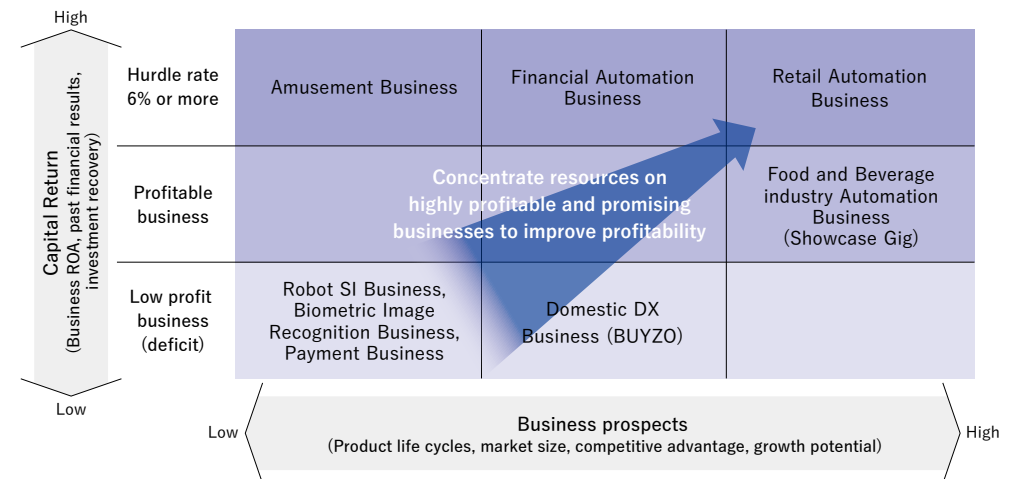 High
Capital Return
(Business ROA, past financial results,
investment recovery)
Low
Hurdle rate
6% or more
Amusement Business
Financial Automation
Business
Retail Automation
Business
Profitable
business
Concentrate resources on
highly profitable and promising
businesses to improve profitability
Food and Beverage
industry Automation
Business
(Showcase Gig)
Low profit
business
(deficit)
Robot SI Business,
Biometric Image
Recognition Business,
Payment Business
Domestic DX
Business (BUYZO)
Low
Business prospects
(Product life cycles, market size, competitive advantage, growth potential)
High